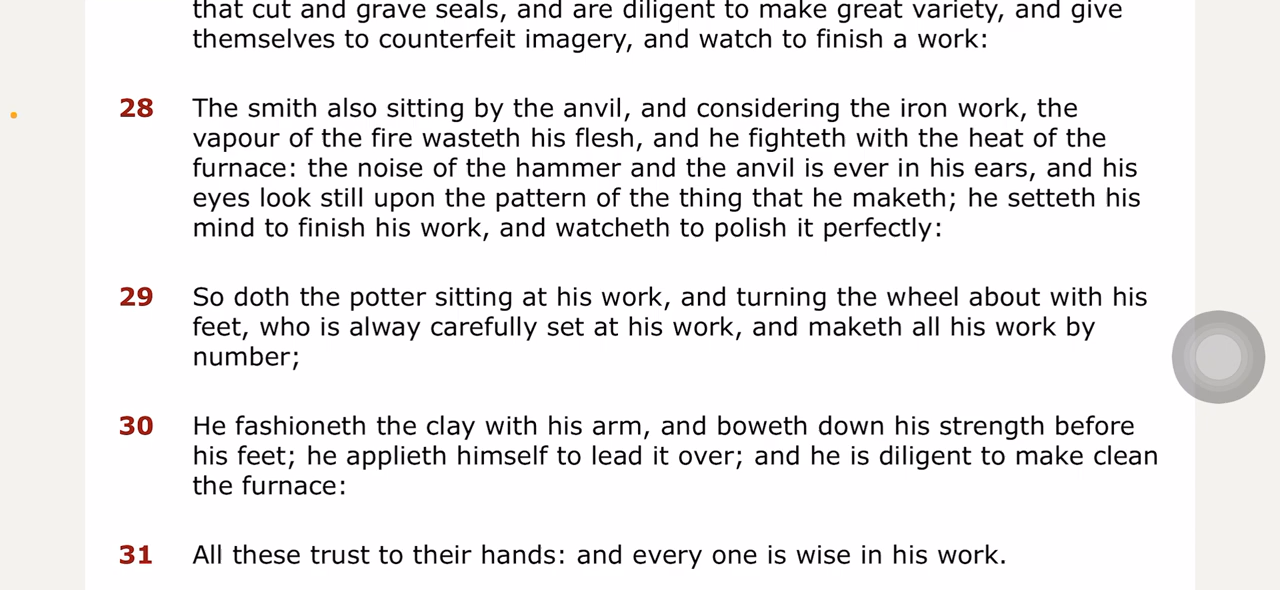 that cut and grave seals, and are diligent to make great variety, and give
themselves to counterfeit imagery, and watch to finish a work:
28 The smith also sitting by the anvil, and considering the iron work, the
vapour of the fire wasteth his flesh, and he fighteth with the heat of the
furnace: the noise of the hammer and the anvil is ever in his ears, and his
eyes look still upon the pattern of the thing that he maketh; he setteth his
mind to finish his work, and watcheth to polish it perfectly:
29 So doth the potter sitting at his work, and turning the wheel about with his
feet, who is alway carefully set at his work, and maketh all his work by
number;
30 He fashioneth the clay with his arm, and boweth down his strength before
his feet; he applieth himself to lead it over; and he is diligent to make clean
the furnace:
31 All these trust to their hands: and every one is wise in his work.